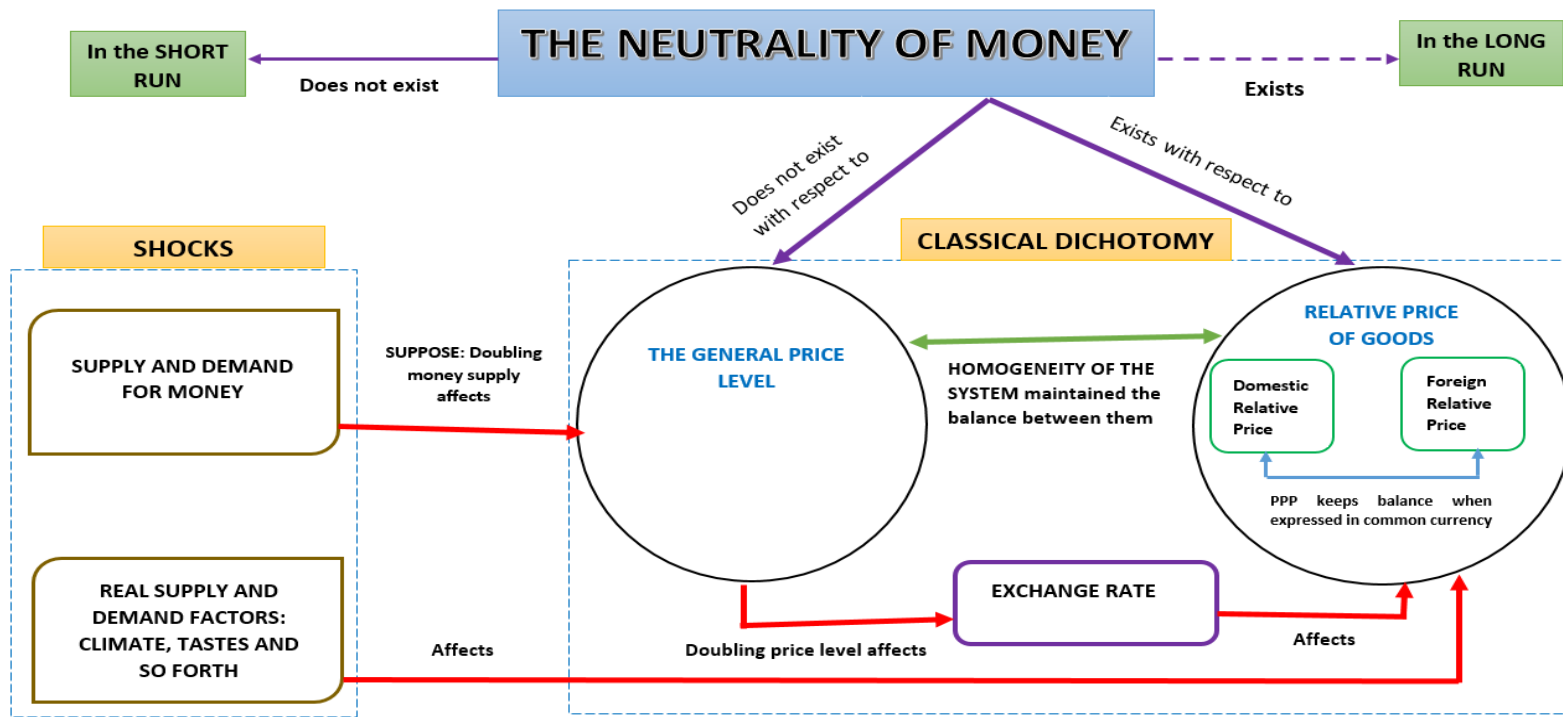 THE NEUTRALITY OF MONEY
In the SHORT
RUN
Does not exist
Exists
In the LONG
RUN
Does not exist
with respect to
Exists with respect to
SHOCKS
CLASSICAL DICHOTOMY
SUPPLY AND DEMAND
FOR MONEY
SUPPOSE: Doubling
money supply
affects
THE GENERAL PRICE
LEVEL
HOMOGENEITY OF THE
SYSTEM maintained the
balance between them
RELATIVE PRICE
OF GOODS
Domestic
Relative
Price
Foreign
Relative
Price
PPP keeps balance when
expressed in common currency
REAL SUPPLY AND
DEMAND FACTORS:
CLIMATE, TASTES AND
SO FORTH
Affects
Doubling price level affects
EXCHANGE RATE
Affects